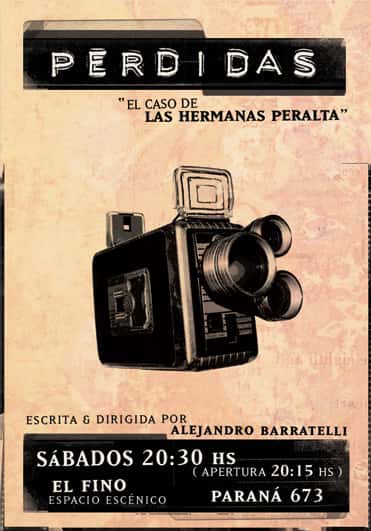 PERDIDAS
"EL CASO DE
LAS HERMANAS PERALTA"
ESCRITA & DIRIGIDA POR
ALEJANDRO BARRATELLI
SÁBADOS 20:30 HS
( APERTURA 20:15 HS )
EL FINO
ESPACIO ESCÉNICO
PARANÁ 673